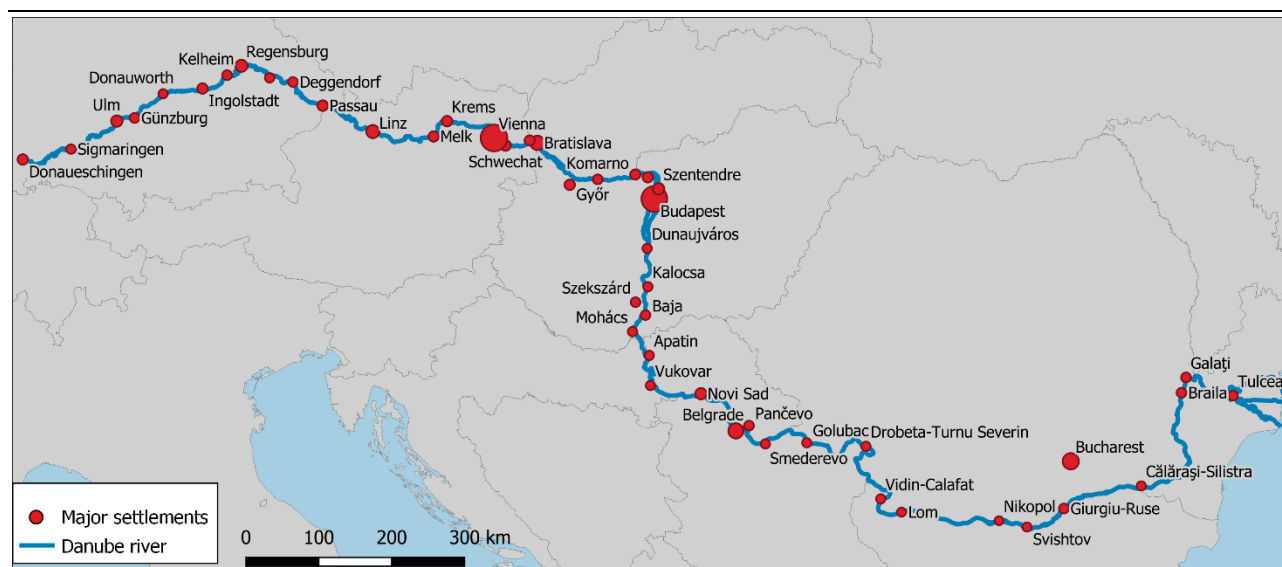 Kelheim
Regensburg
Donauworth
Deggendorf
Ingolstadt
Ulm
Günzburg
Passau
Krems
Linz
Melk
Vienna
Sigmaringen
Donaueschingen
Schwechat
Bratislava
Komarno
Győr
Szentendre
Budapest
Dunaujváros
Kalocsa
Szekszárd
Baja
Mohács
Apatin
Vukovar
Novi Sad
Belgrade
Pančevo
Smederevo
Golubac
Drobeta-Turnu Severin
Vidin-Calafat
Lom
Nikopol
Svishtov
Giurgiu-Ruse
Bucharest
Călăraşi-Silistra
Galaţi
Braila
Tulcea
Major settlements
Danube river
0 100 200 300 km